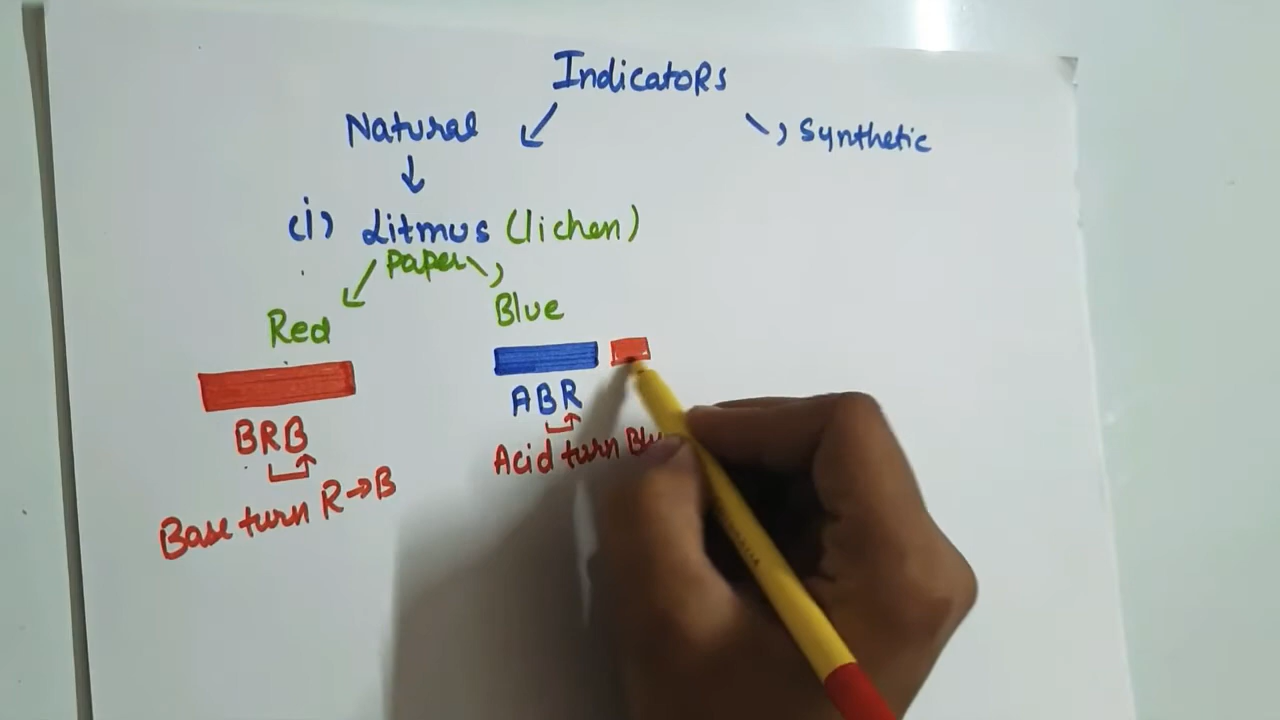 Indicators
Natural
Synthetic
(i) Litmus (lichen)
paper
Red
Blue
BRB
ABR
Base turn R→B
Acid turn